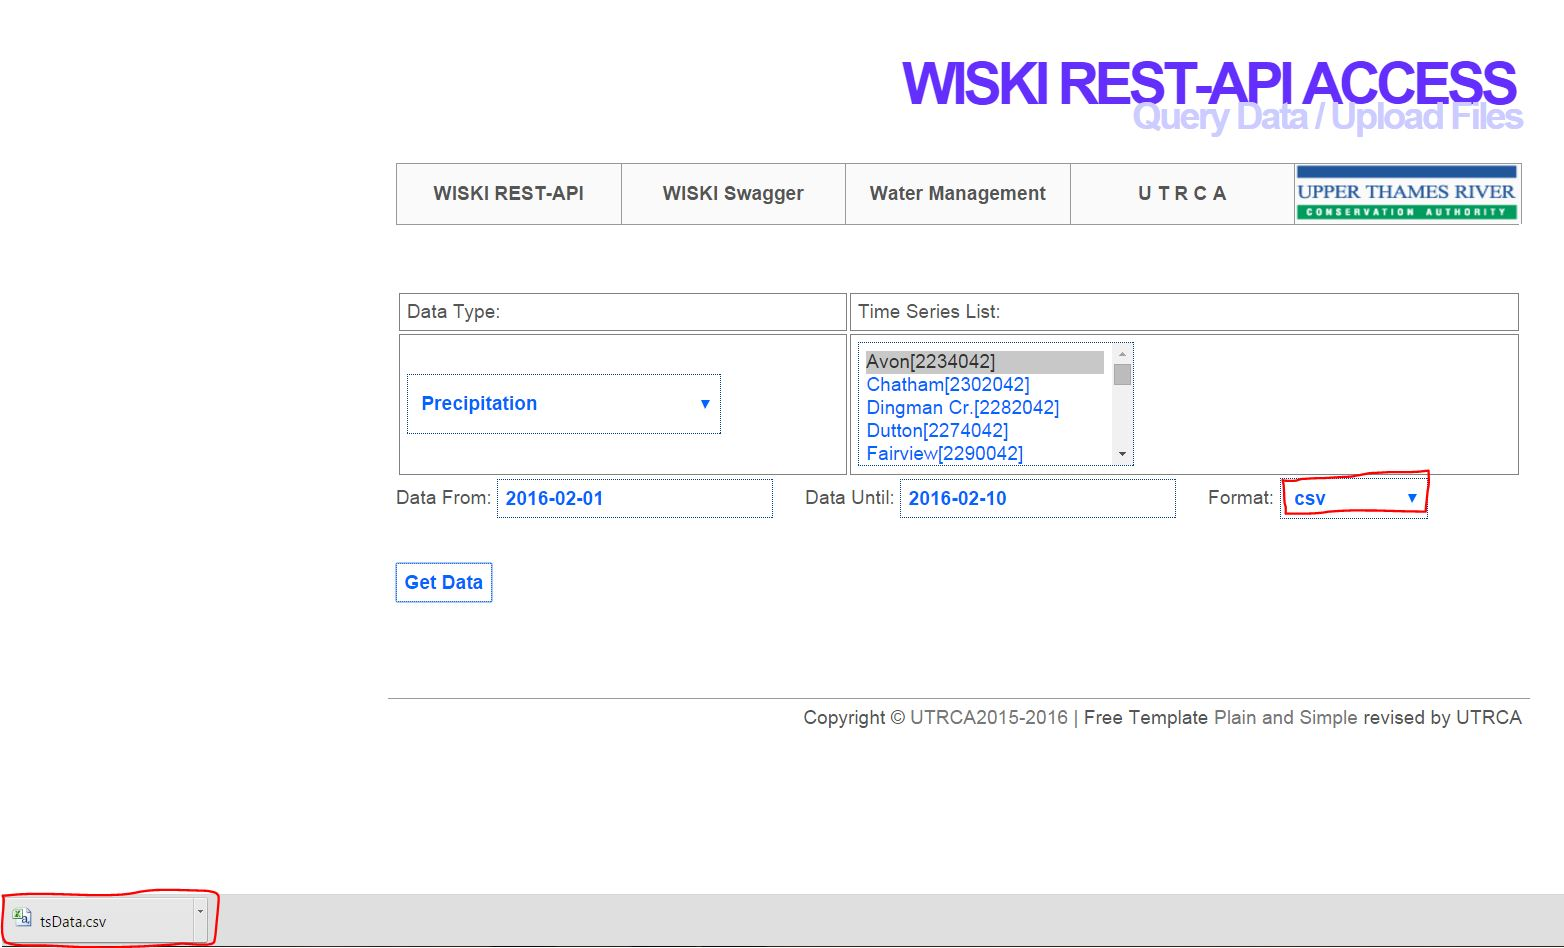 WISKI REST-API ACCESS
Query Data / Upload Files
WISKI REST-API WISKI Swagger Water Management U T R C A UPPER THAMES RIVER
CONSERVATION AUTHORITY
Data Type: Time Series List:
Avon[2234042]
Chatham[2302042]
Precipitation Dingman Cr.[2282042]
Dutton[2274042]
Fairview[2290042]
Data From: 2016-02-01 Data Until: 2016-02-10 Format: csv
Get Data
Copyright © UTRCA2015-2016 | Free Template Plain and Simple revised by UTRCA
tsData.csv